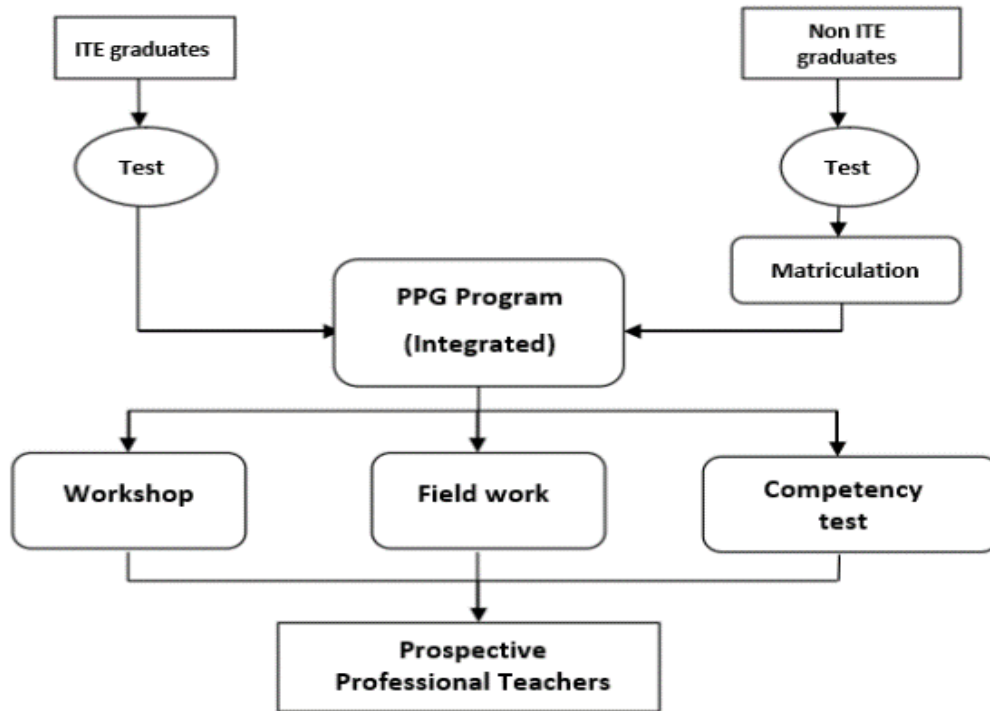 ITE graduates
Non ITE
graduates
Test
Test
Matriculation
PPG Program
(Integrated)
Workshop
Field work
Competency
test
Prospective
Professional Teachers